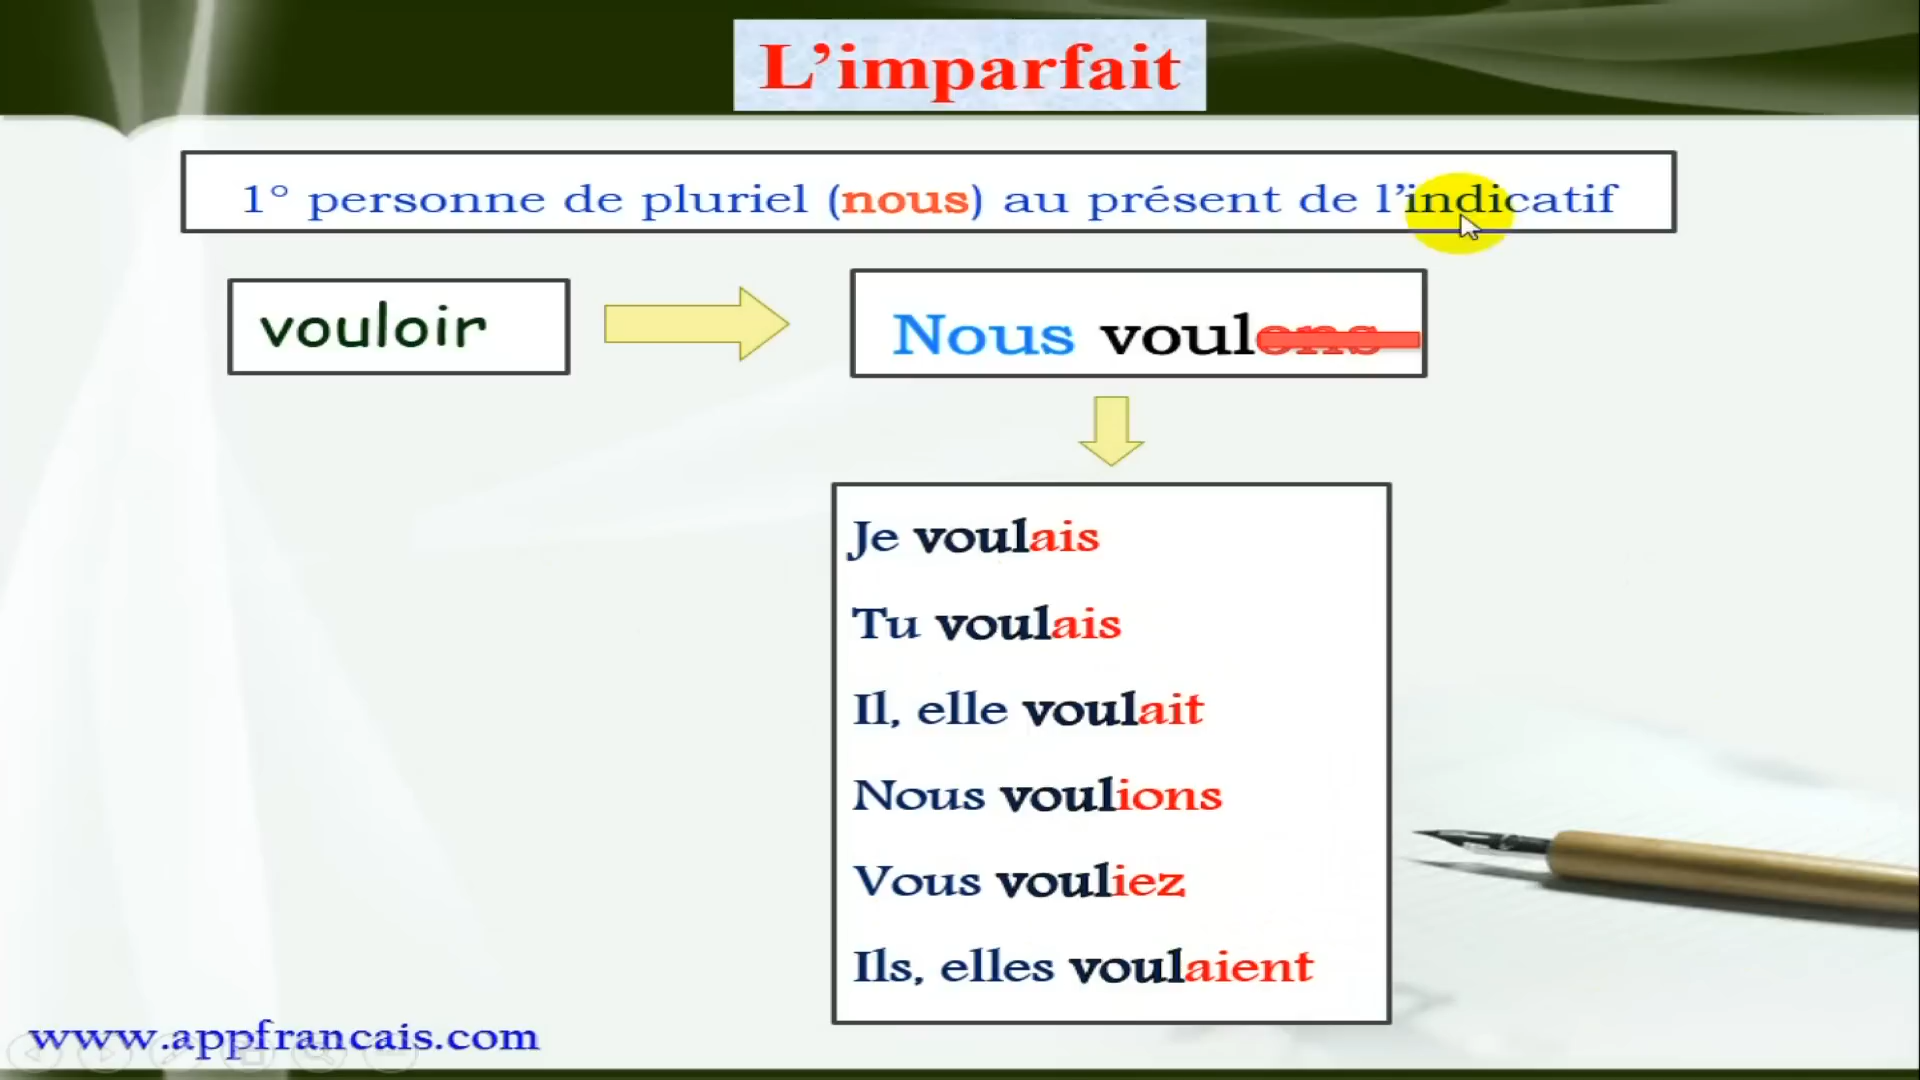 L’imparfait
1° personne de pluriel (nous) au présent de l’indicatif
vouloir
Nous voulons
Je voulais
Tu voulais
Il, elle voulait
Nous voulions
Vous vouliez
Ils, elles voulaient
www.appfrancais.com